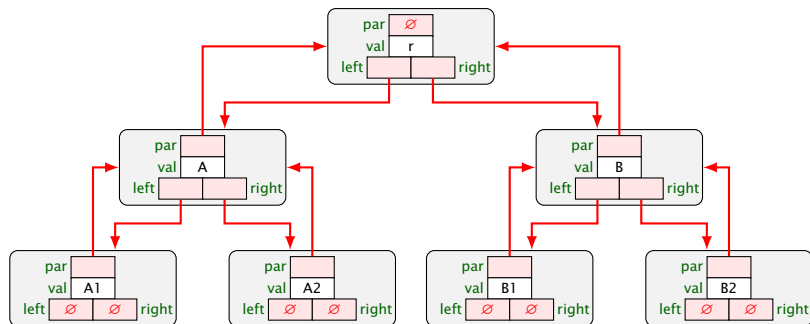 par ∅
val r
left right
par par
val A val B
left right left right
par par par par
val A1 val A2 val B1 val B2
left ∅ ∅ right left ∅ ∅ right left ∅ ∅ right left ∅ ∅ right